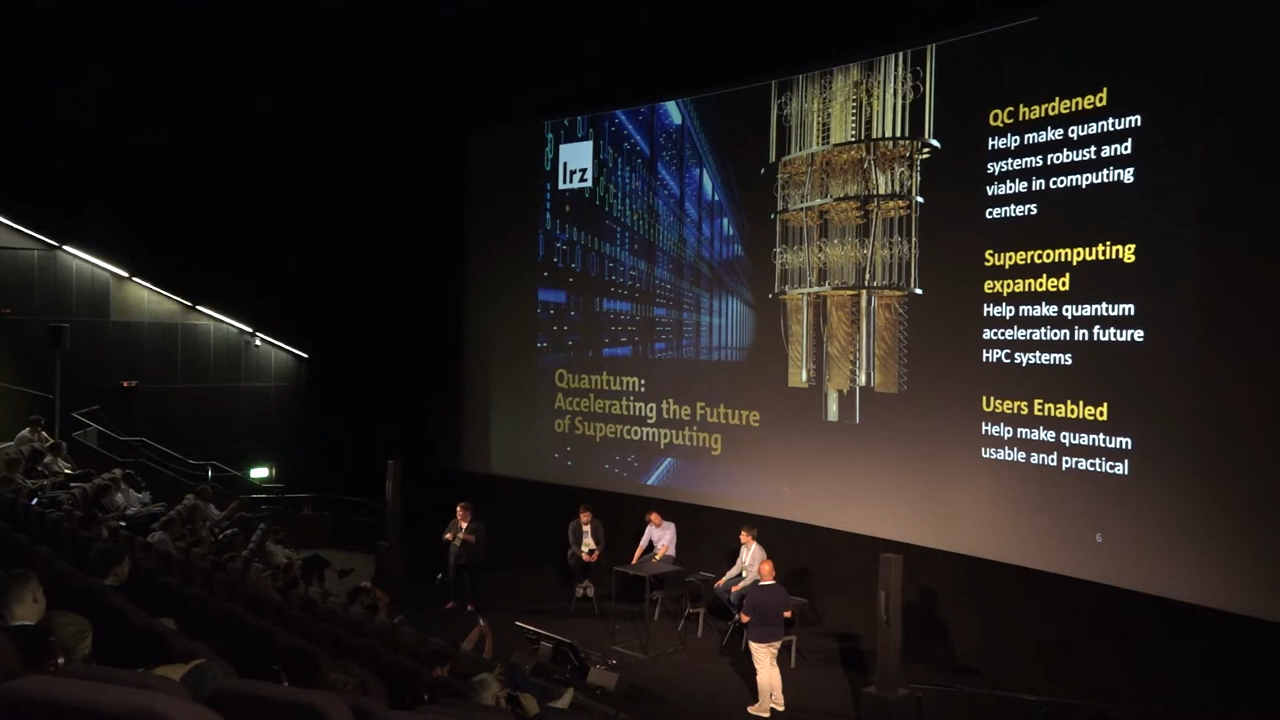 lrz
Quantum:
Accelerating the Future
of Supercomputing
QC hardened
Help make quantum
systems robust and
viable in computing
centers
Supercomputing
expanded
Help make quantum
acceleration in future
HPC systems
Users Enabled
Help make quantum
usable and practical
6